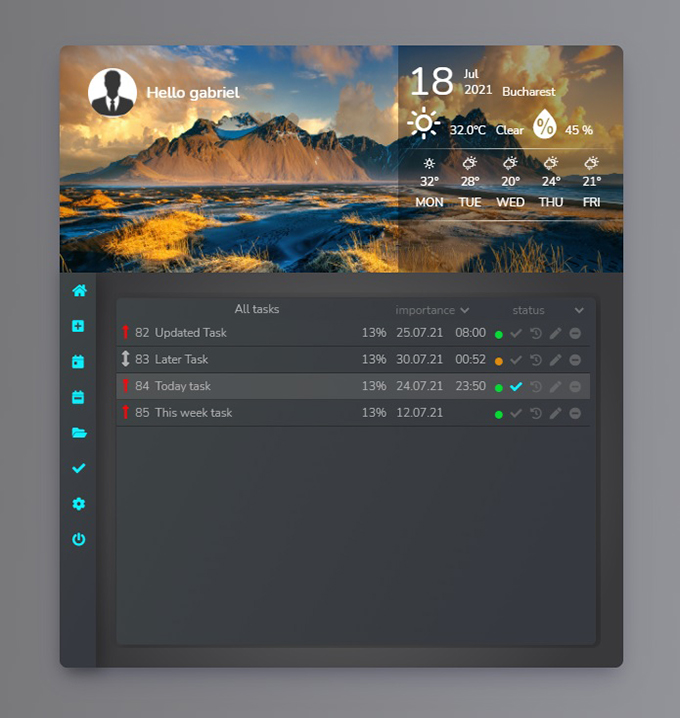 Hello gabriel
18 Jul 2021 Bucharest
32.0°C Clear % 45 %
32° 28° 20° 24° 21°
MON TUE WED THU FRI
All tasks importance status
82 Updated Task 13% 25.07.21 08:00
83 Later Task 13% 30.07.21 00:52
84 Today task 13% 24.07.21 23:50
85 This week task 13% 12.07.21